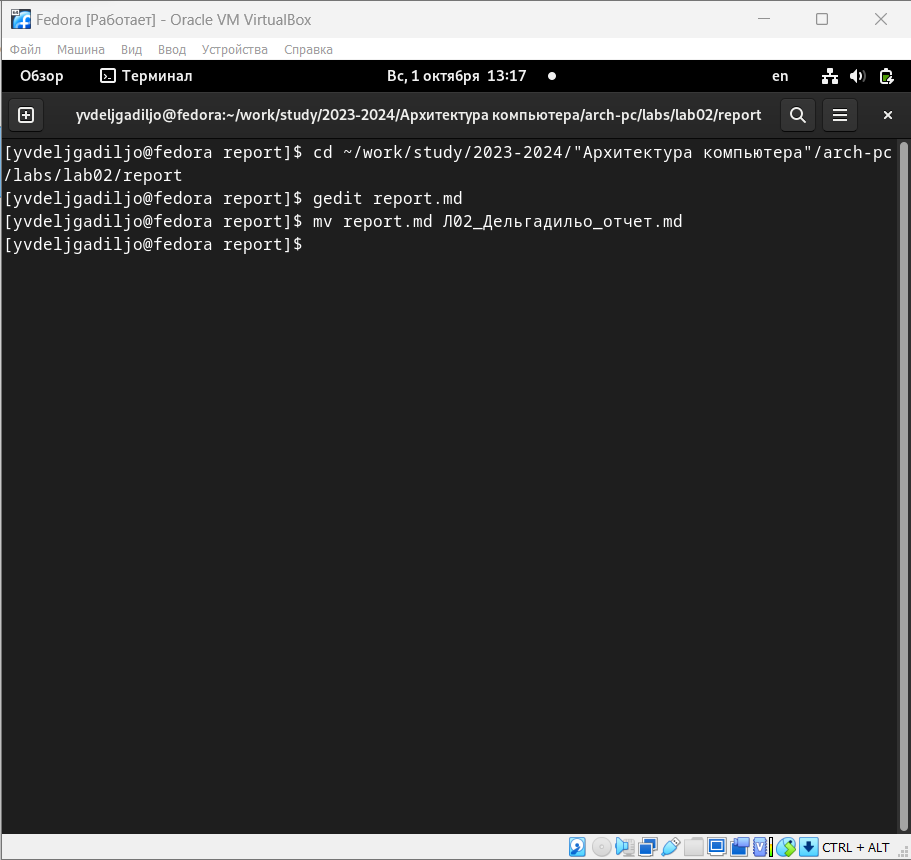 Fedora [Работает] - Oracle VM VirtualBox
Файл Машина Вид Ввод Устройства Справка
Обзор Терминал Вс, 1 октября 13:17 en
yvdeljgadiljo@fedora:~/work/study/2023-2024/Архитектура компьютера/arch-pc/labs/lab02/report
[yvdeljgadiljo@fedora report]$ cd ~/work/study/2023-2024/"Архитектура компьютера"/arch-pc
/labs/lab02/report
[yvdeljgadiljo@fedora report]$ gedit report.md
[yvdeljgadiljo@fedora report]$ mv report.md Л02_Дельгадильо_отчет.md
[yvdeljgadiljo@fedora report]$
CTRL + ALT